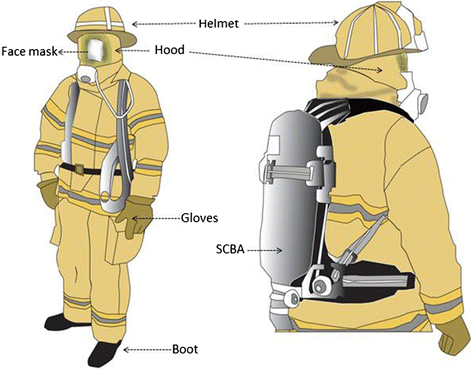 Helmet
Face mask
Hood
Gloves
SCBA
Boot